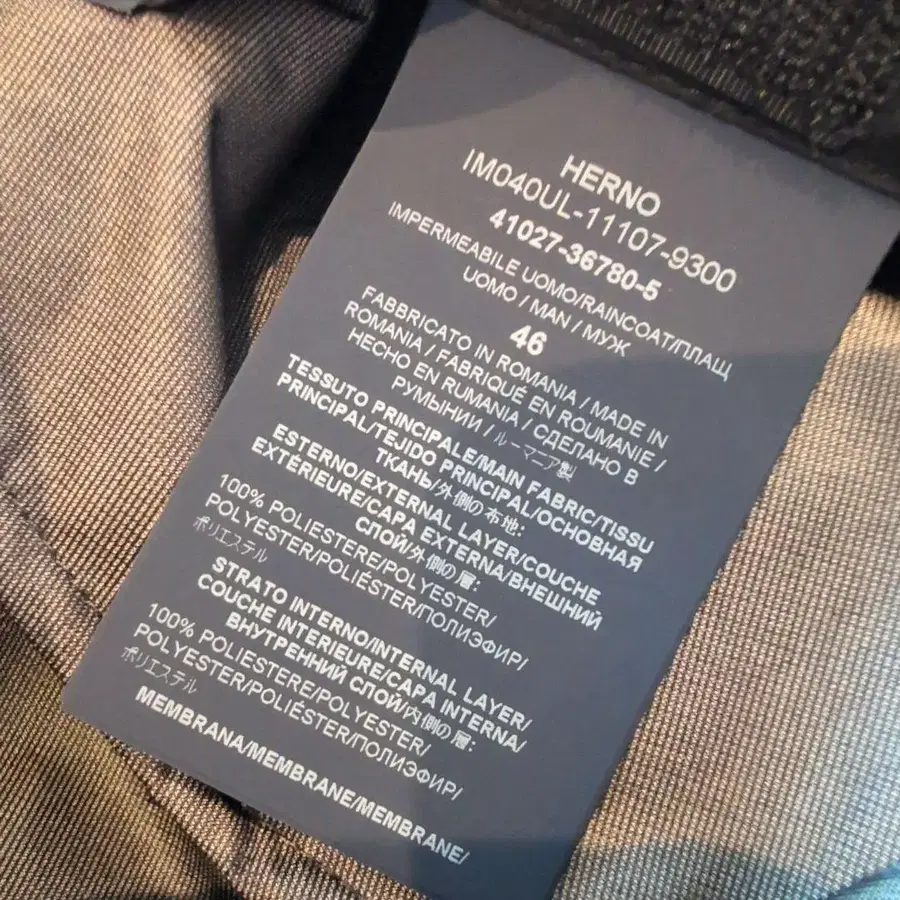 HERNO
IM040UL-11107-9300
41027-36780-5
IMPERMEABILE UOMO/RAINCOAT/ПЛАЩ
UOMO / MAN / МУЖ
46
FABBRICATO IN ROMANIA / MADE IN
ROMANIA / FABRIQUÉ EN ROUMANIE /
HECHO EN RUMANIA / СДЕЛАНО В
РУМЫНИИ / ルーマニア製
TESSUTO PRINCIPALE/MAIN FABRIC/TISSU
PRINCIPAL/TEJIDO PRINCIPAL/ОСНОВНАЯ
ТКАНЬ/外側の布地:
ESTERNO/EXTERNAL LAYER/COUCHE
EXTÉRIEURE/CAPA EXTERNA/ВНЕШНИЙ
СЛОЙ/外側の層:
100% POLIESTERE/POLYESTER/
POLYESTER/POLIÉSTER/ПОЛИЭФИР/
ポリエステル
STRATO INTERNO/INTERNAL LAYER/
COUCHE INTERIEURE/CAPA INTERNA/
ВНУТРЕННИЙ СЛОЙ/内側の層:
100% POLIESTERE/POLYESTER/
POLYESTER/POLIÉSTER/ПОЛИЭФИР/
ポリエステル
MEMBRANA/MEMBRANE/MEMBRANE/